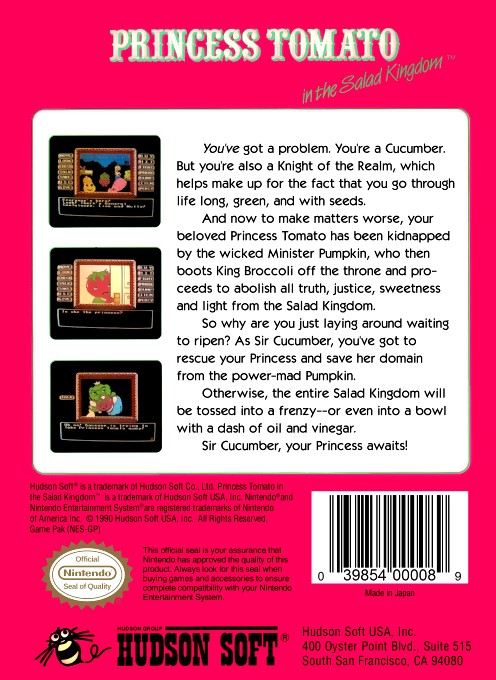 PRINCESS TOMATO
in the Salad Kingdom™
You've got a problem. You're a Cucumber.
But you're also a Knight of the Realm, which
helps make up for the fact that you go through
life long, green, and with seeds.
And now to make matters worse, your
beloved Princess Tomato has been kidnapped
by the wicked Minister Pumpkin, who then
boots King Broccoli off the throne and pro-
ceeds to abolish all truth, justice, sweetness
and light from the Salad Kingdom.
So why are you just laying around waiting
to ripen? As Sir Cucumber, you've got to
rescue your Princess and save her domain
from the power-mad Pumpkin.
Otherwise, the entire Salad Kingdom will
be tossed into a frenzy--or even into a bowl
with a dash of oil and vinegar.
Sir Cucumber, your Princess awaits!
Is she the princess?
Hudson Soft® is a trademark of Hudson Soft Co., Ltd. Princess Tomato in
the Salad Kingdom™ is a trademark of Hudson Soft USA, Inc. Nintendo® and
Nintendo Entertainment System® are registered trademarks of Nintendo
of America Inc. © 1990 Hudson Soft USA, Inc. All Rights Reserved.
Game Pak (NES-GP)
Official
Nintendo
Seal of Quality
This official seal is your assurance that
Nintendo has approved the quality of this
product. Always look for this seal when
buying games and accessories to ensure
complete compatibility with your Nintendo
Entertainment System.
0 39854 00008 9
Made in Japan
HUDSON GROUP
HUDSON SOFT®
Hudson Soft USA, Inc.
400 Oyster Point Blvd., Suite 515
South San Francisco, CA 94080